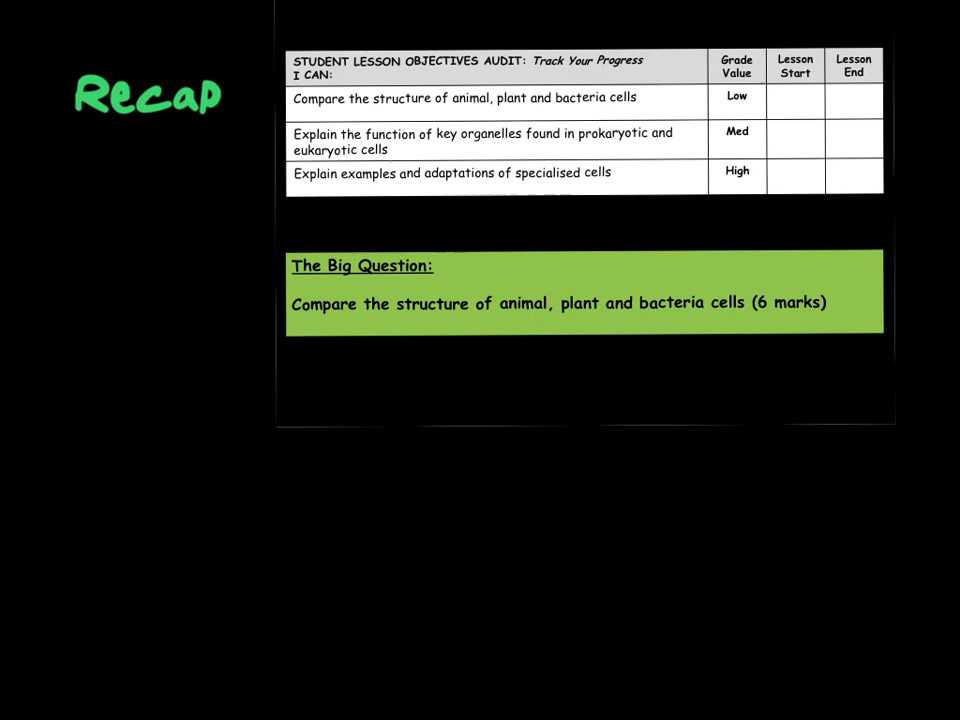 Recap
STUDENT LESSON OBJECTIVES AUDIT: Track Your Progress
I CAN:
Grade
Value
Lesson
Start
Lesson
End
Compare the structure of animal, plant and bacteria cells
Low
Explain the function of key organelles found in prokaryotic and
eukaryotic cells
Med
Explain examples and adaptations of specialised cells
High
The Big Question:
Compare the structure of animal, plant and bacteria cells (6 marks)